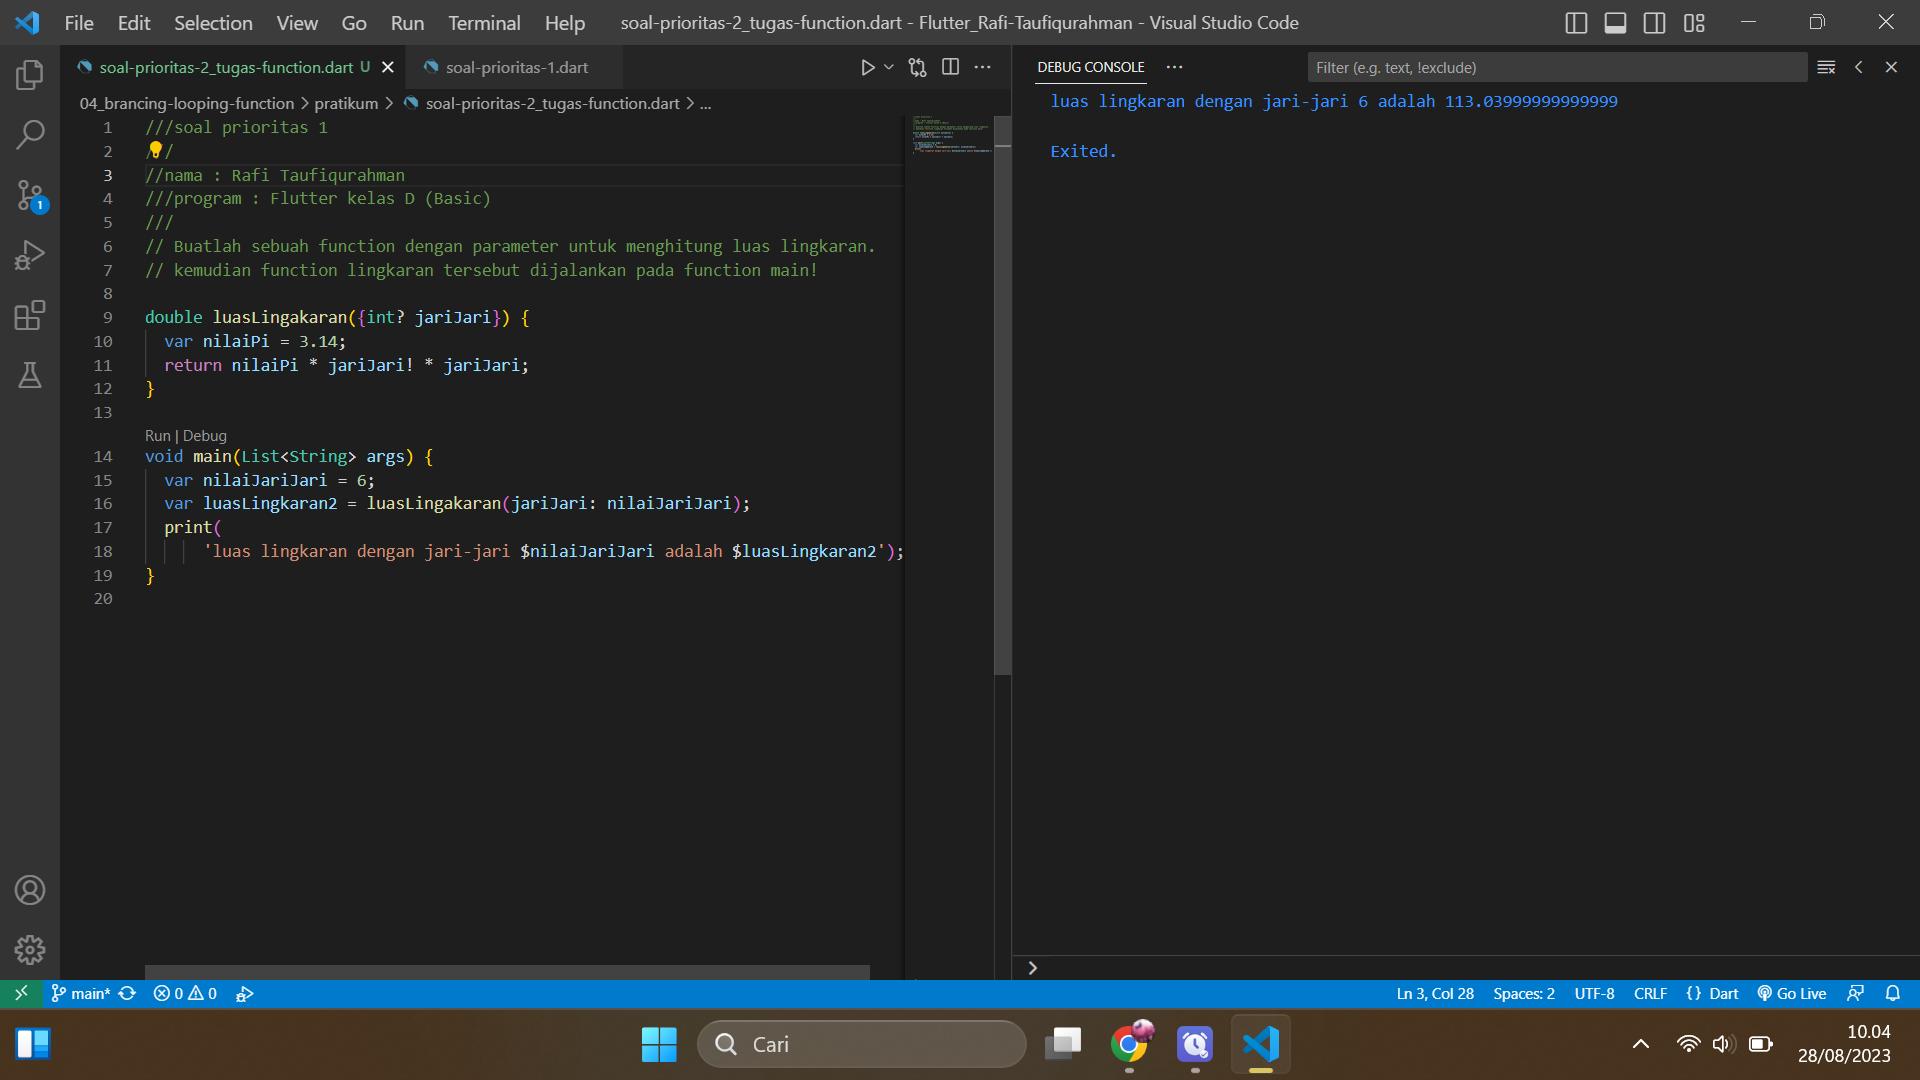 File Edit Selection View Go Run Terminal Help soal-prioritas-2_tugas-function.dart - Flutter_Rafi-Taufiqurahman - Visual Studio Code
soal-prioritas-2_tugas-function.dart U soal-prioritas-1.dart
04_brancing-looping-function > pratikum > soal-prioritas-2_tugas-function.dart > ...
1 ///soal prioritas 1
2 ///
3 //nama : Rafi Taufiqurahman
4 ///program : Flutter kelas D (Basic)
5 ///
6 // Buatlah sebuah function dengan parameter untuk menghitung luas lingkaran.
7 // kemudian function lingkaran tersebut dijalankan pada function main!
8
9 double luasLingakaran({int? jariJari}) {
10 var nilaiPi = 3.14;
11 return nilaiPi * jariJari! * jariJari;
12 }
13
Run | Debug
14 void main(List<String> args) {
15 var nilaiJariJari = 6;
16 var luasLingkaran2 = luasLingakaran(jariJari: nilaiJariJari);
17 print(
18 'luas lingkaran dengan jari-jari $nilaiJariJari adalah $luasLingkaran2');
19 }
20
DEBUG CONSOLE ... Filter (e.g. text, !exclude)
luas lingkaran dengan jari-jari 6 adalah 113.03999999999999
Exited.
>
1
main* 0 0 Ln 3, Col 28 Spaces: 2 UTF-8 CRLF {} Dart Go Live
Cari
10.04
28/08/2023